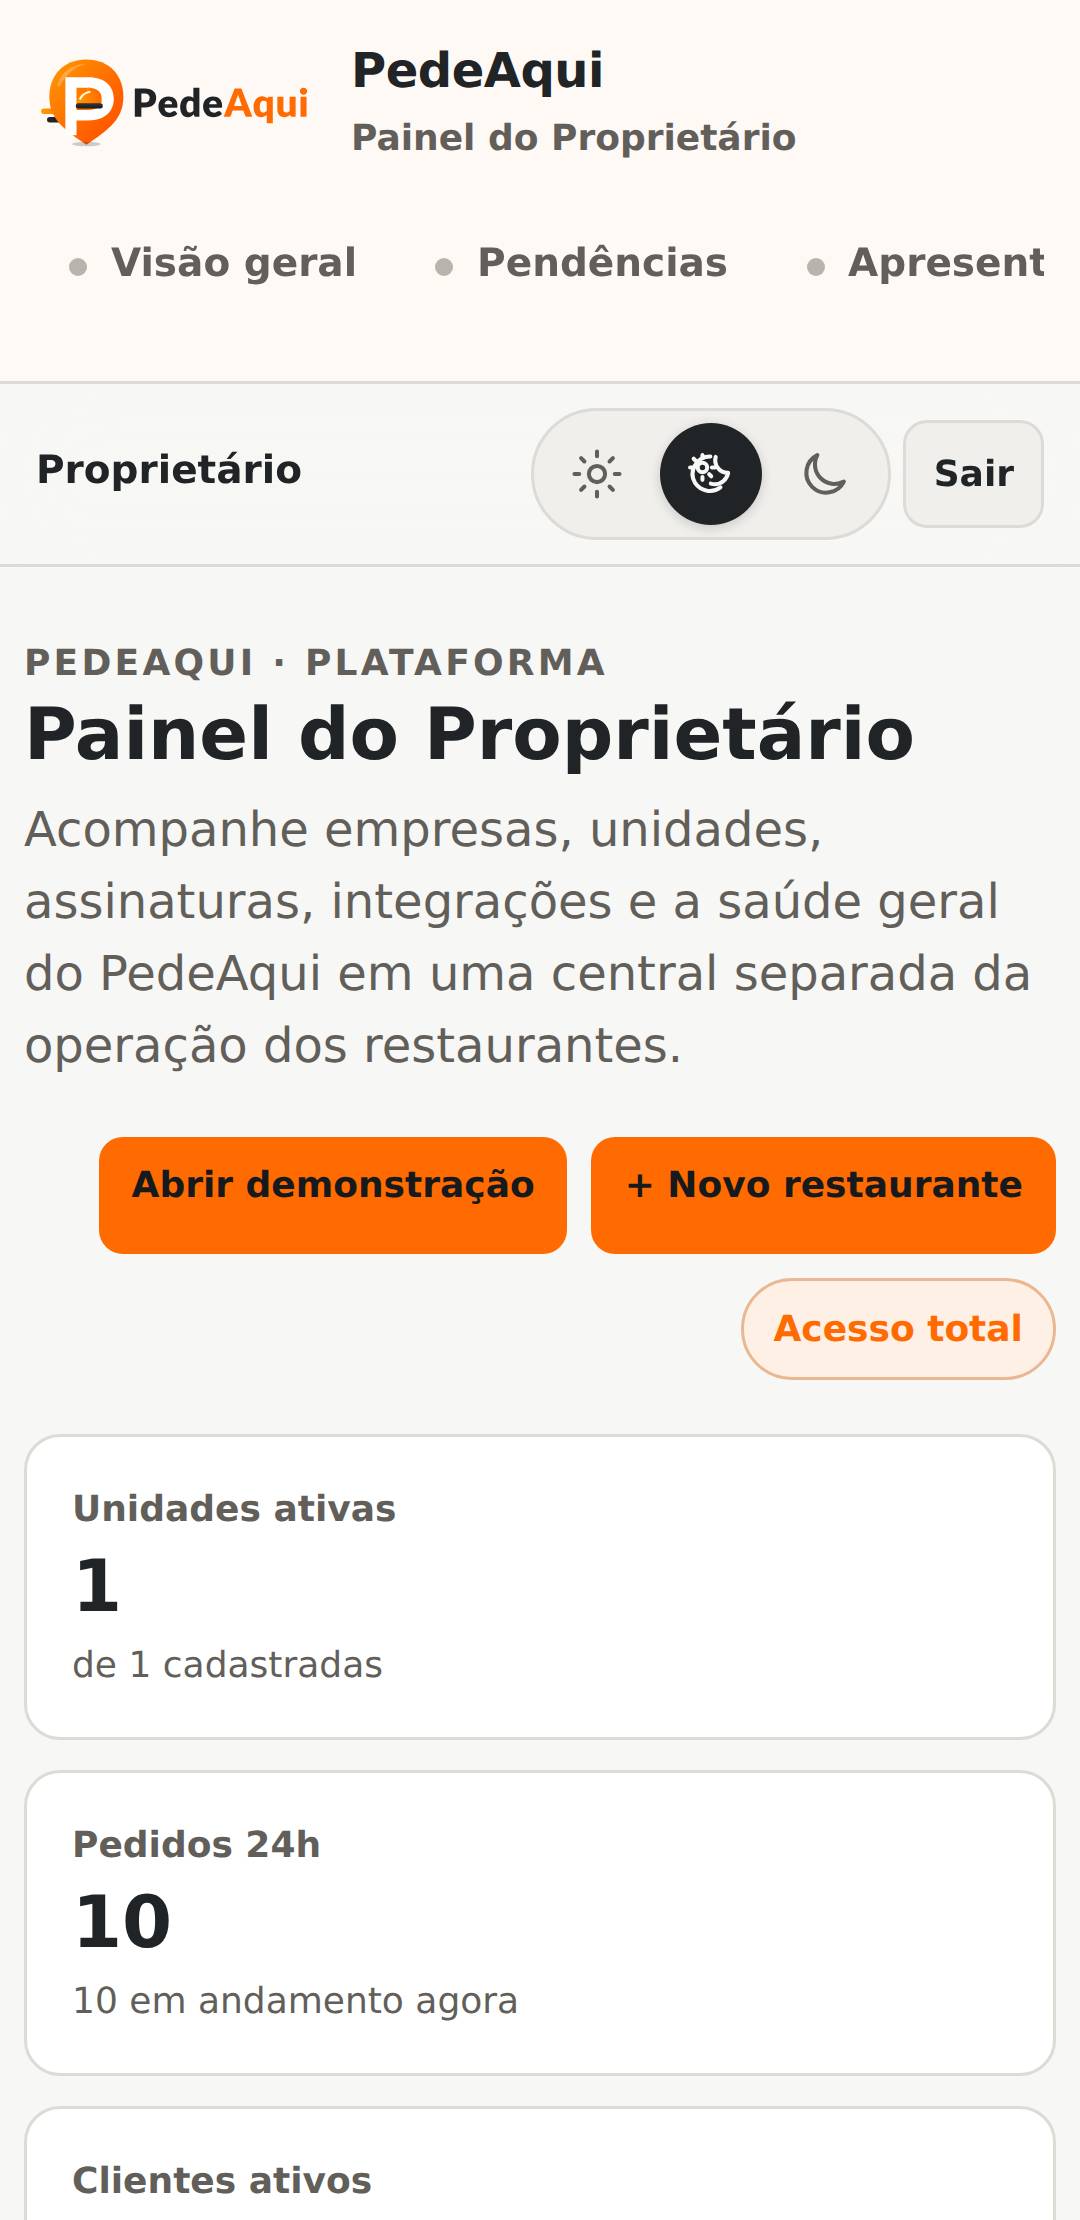 PedeAqui
PedeAqui
Painel do Proprietário
Visão geral
Pendências
Apresent
Proprietário
Sair
PEDEAQUI · PLATAFORMA
Painel do Proprietário
Acompanhe empresas, unidades,
assinaturas, integrações e a saúde geral
do PedeAqui em uma central separada da
operação dos restaurantes.
Abrir demonstração
+ Novo restaurante
Acesso total
Unidades ativas
1
de 1 cadastradas
Pedidos 24h
10
10 em andamento agora
Clientes ativos